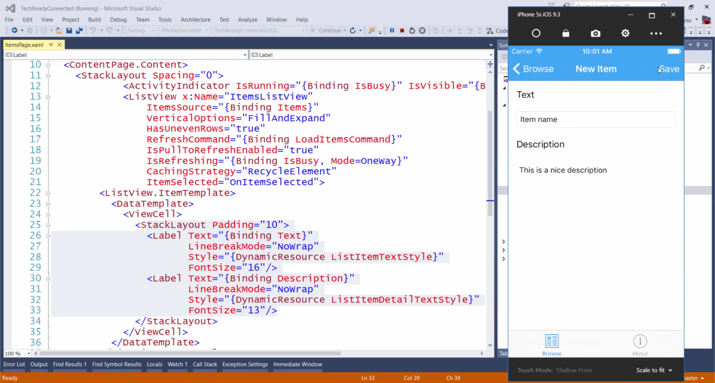 TechReadyConnected (Running) - Microsoft Visual Studio
File Edit View Project Build Debug Team Tools Architecture Test Analyze Window Help
Debug iPhoneSimulator Continue Code
ItemsPage.xaml
Label Label
10 <ContentPage.Content>
11 <StackLayout Spacing="0">
12 <ActivityIndicator IsRunning="{Binding IsBusy}" IsVisible="{B
13 <ListView x:Name="ItemsListView"
14 ItemsSource="{Binding Items}"
15 VerticalOptions="FillAndExpand"
16 HasUnevenRows="true"
17 RefreshCommand="{Binding LoadItemsCommand}"
18 IsPullToRefreshEnabled="true"
19 IsRefreshing="{Binding IsBusy, Mode=OneWay}"
20 CachingStrategy="RecycleElement"
21 ItemSelected="OnItemSelected">
22 <ListView.ItemTemplate>
23 <DataTemplate>
24 <ViewCell>
25 <StackLayout Padding="10">
26 <Label Text="{Binding Text}"
27 LineBreakMode="NoWrap"
28 Style="{DynamicResource ListItemTextStyle}"
29 FontSize="16"/>
30 <Label Text="{Binding Description}"
31 LineBreakMode="NoWrap"
32 Style="{DynamicResource ListItemDetailTextStyle}"
33 FontSize="13"/>
34 </StackLayout>
35 </ViewCell>
36 </DataTemplate>
100 %
Error List Output Find Results 1 Find Symbol Results Locals Watch 1 Call Stack Exception Settings Immediate Window
Ready Ln 33 Col 39 Ch 39
iPhone 5s iOS 9.3
Carrier 10:01 AM
Browse New Item Save
Text
Item name
Description
This is a nice description
Browse About
Touch Mode: Shallow Press Scale to fit